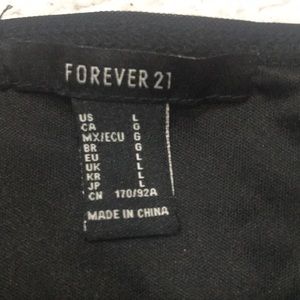 FOREVER 21
US L
CA G
MX/ECU G
BR G
EU L
UK L
KR L
JP L
CN 170/92A
MADE IN CHINA